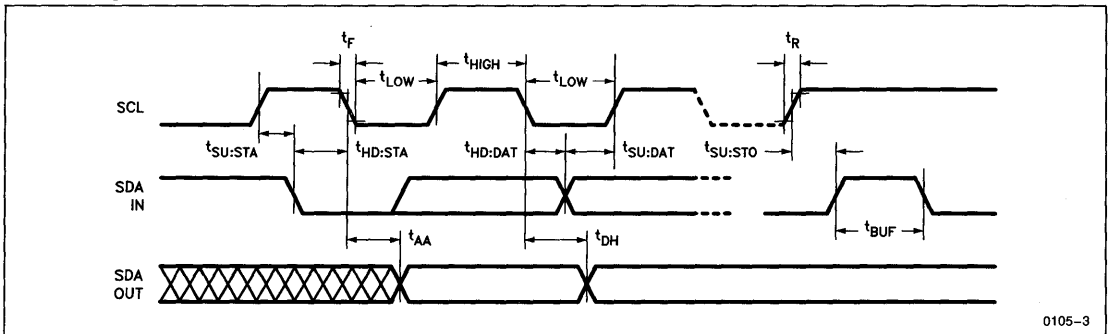 tF
tR
tLOW
tHIGH
tLOW
SCL
tSU:STA
tHD:STA
tHD:DAT
tSU:DAT
tSU:STO
SDA
IN
tBUF
tAA
tDH
SDA
OUT
0105–3